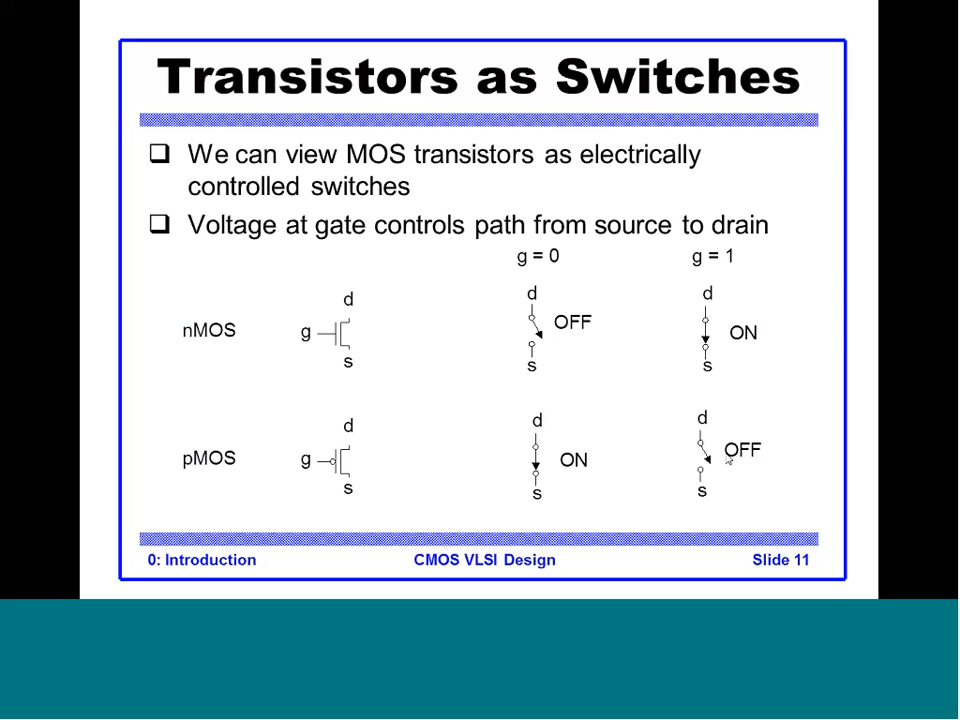 Transistors as Switches
We can view MOS transistors as electrically
controlled switches
Voltage at gate controls path from source to drain
g = 0
g = 1
nMOS
g
d
s
d
OFF
s
d
ON
s
pMOS
g
d
s
d
ON
s
d
OFF
s
0: Introduction
CMOS VLSI Design
Slide 11